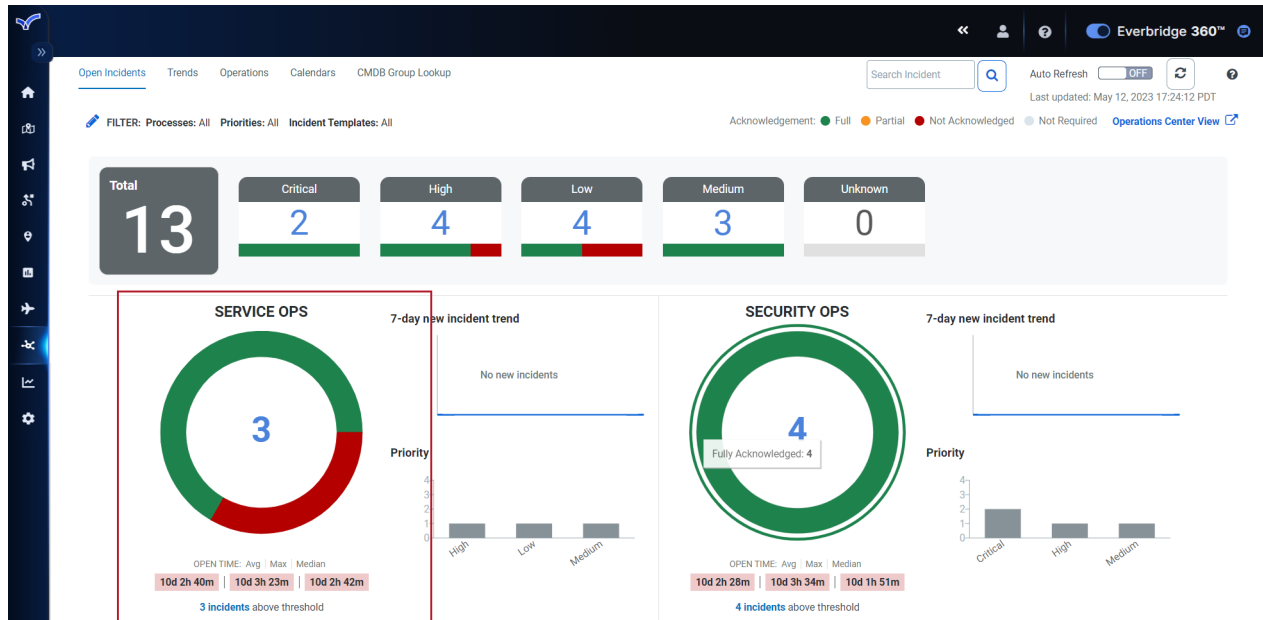 Everbridge 360™
Open Incidents Trends Operations Calendars CMDB Group Lookup
Search Incident
Auto Refresh OFF
Last updated: May 12, 2023 17:24:12 PDT
FILTER: Processes: All Priorities: All Incident Templates: All
Acknowledgement: Full Partial Not Acknowledged Not Required Operations Center View
Total
13
Critical
2
High
4
Low
4
Medium
3
Unknown
0
SERVICE OPS
3
OPEN TIME: Avg | Max | Median
10d 2h 40m | 10d 3h 23m | 10d 2h 42m
3 incidents above threshold
7-day new incident trend
No new incidents
Priority
4
3
2
1
0
High Low Medium
SECURITY OPS
4
Fully Acknowledged: 4
OPEN TIME: Avg | Max | Median
10d 2h 28m | 10d 3h 34m | 10d 1h 51m
4 incidents above threshold
7-day new incident trend
No new incidents
Priority
4
3
2
1
0
Critical High Medium